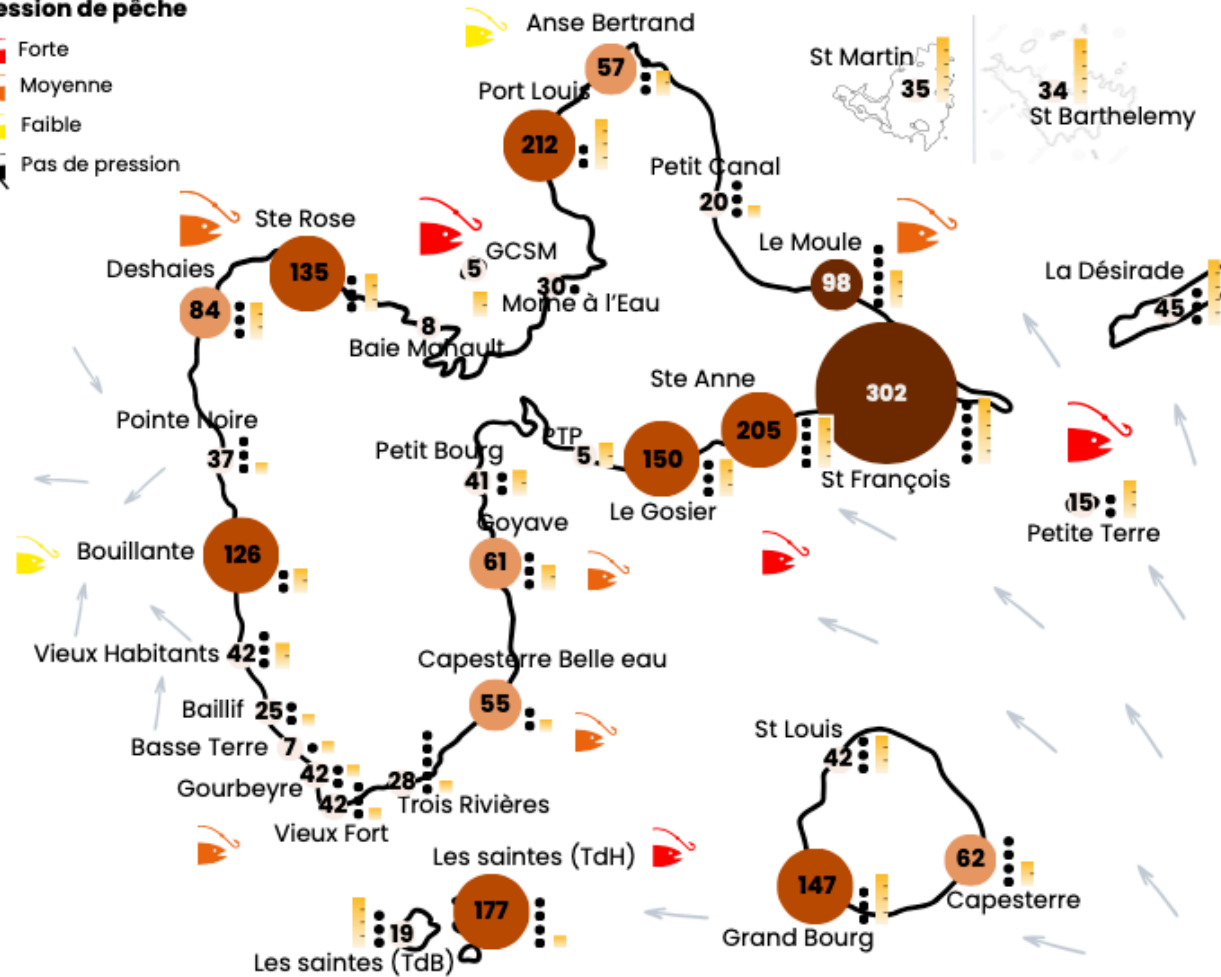 ession de pêche
Forte
Moyenne
Faible
Pas de pression
Anse Bertrand
57
Port Louis
212
St Martin
35
34
St Barthelemy
Petit Canal
20
Ste Rose
135
GCSM
5
Le Moule
98
Deshaies
84
30
Morne à l'Eau
La Désirade
45
8
Baie Mahault
Ste Anne
205
302
St François
Pointe Noire
37
Petit Bourg
41
PTP
5
150
Le Gosier
15
Petite Terre
Goyave
61
Bouillante
126
Vieux Habitants
42
Capesterre Belle eau
55
Baillif
25
Basse Terre
7
42
Gourbeyre
42
Vieux Fort
28
Trois Rivières
St Louis
42
62
Capesterre
147
Grand Bourg
Les saintes (TdH)
177
19
Les saintes (TdB)